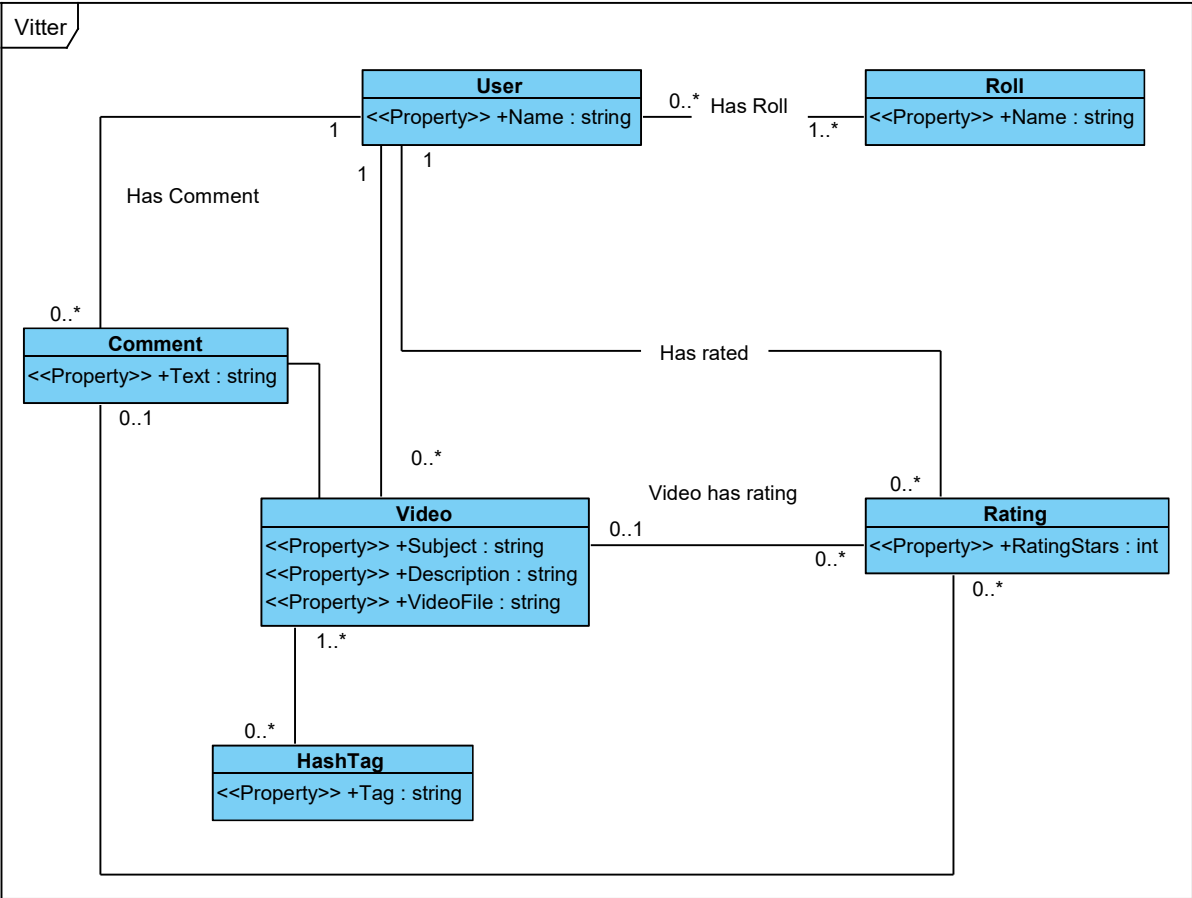 Vitter
User
<<Property>> +Name : string
0..*
Has Roll
1..*
Roll
<<Property>> +Name : string
1
1
1
Has Comment
0..*
Comment
<<Property>> +Text : string
0..1
Has rated
0..*
0..*
Video has rating
Video
<<Property>> +Subject : string
<<Property>> +Description : string
<<Property>> +VideoFile : string
0..1
0..*
Rating
<<Property>> +RatingStars : int
0..*
1..*
0..*
HashTag
<<Property>> +Tag : string